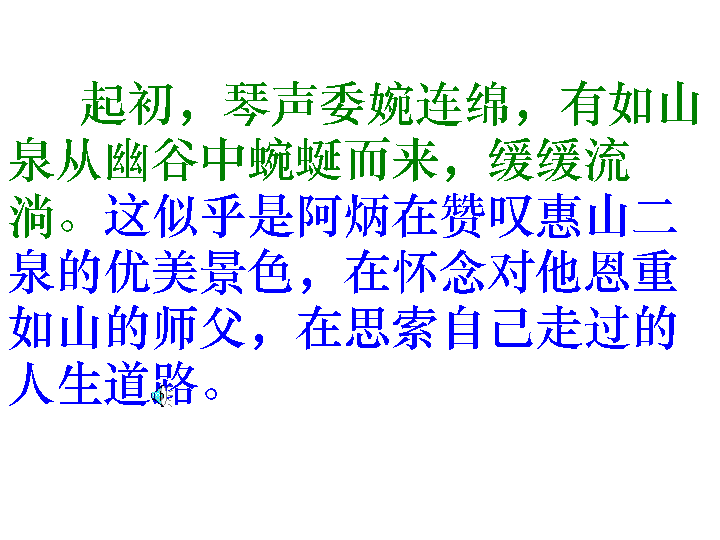 起初，琴声委婉连绵，有如山
泉从幽谷中蜿蜒而来，缓缓流
淌。这似乎是阿炳在赞叹惠山二
泉的优美景色，在怀念对他恩重
如山的师父，在思索自己走过的
人生道路。